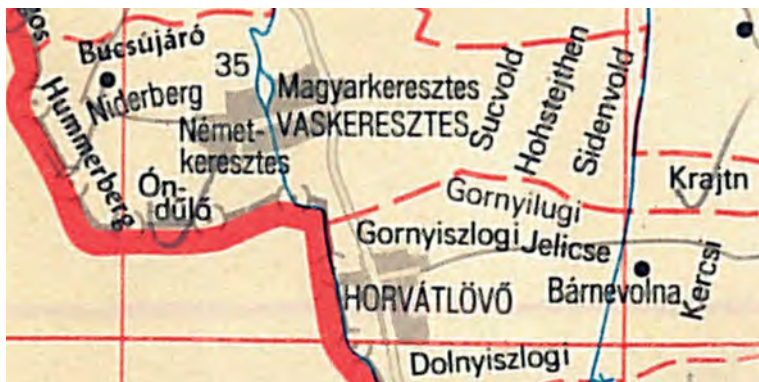 Bucsújáró
35
Niderberg
Hummerberg
Magyarkeresztes
VASKERESZTES
Német-
keresztes
Ón-
dűlő
Sucvold
Hohstejthen
Sidenvold
Krajtn
Gornyilugi
Gornyiszlogi
Jelicse
HORVÁTLÖVŐ
Bárnevolna
Kercsi
Dolnyiszlogi